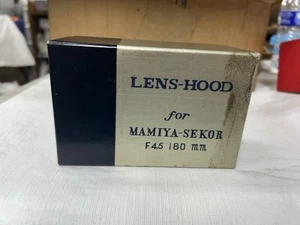 LENS-HOOD
for
MAMIYA-SEKOR
F4.5 180 mm